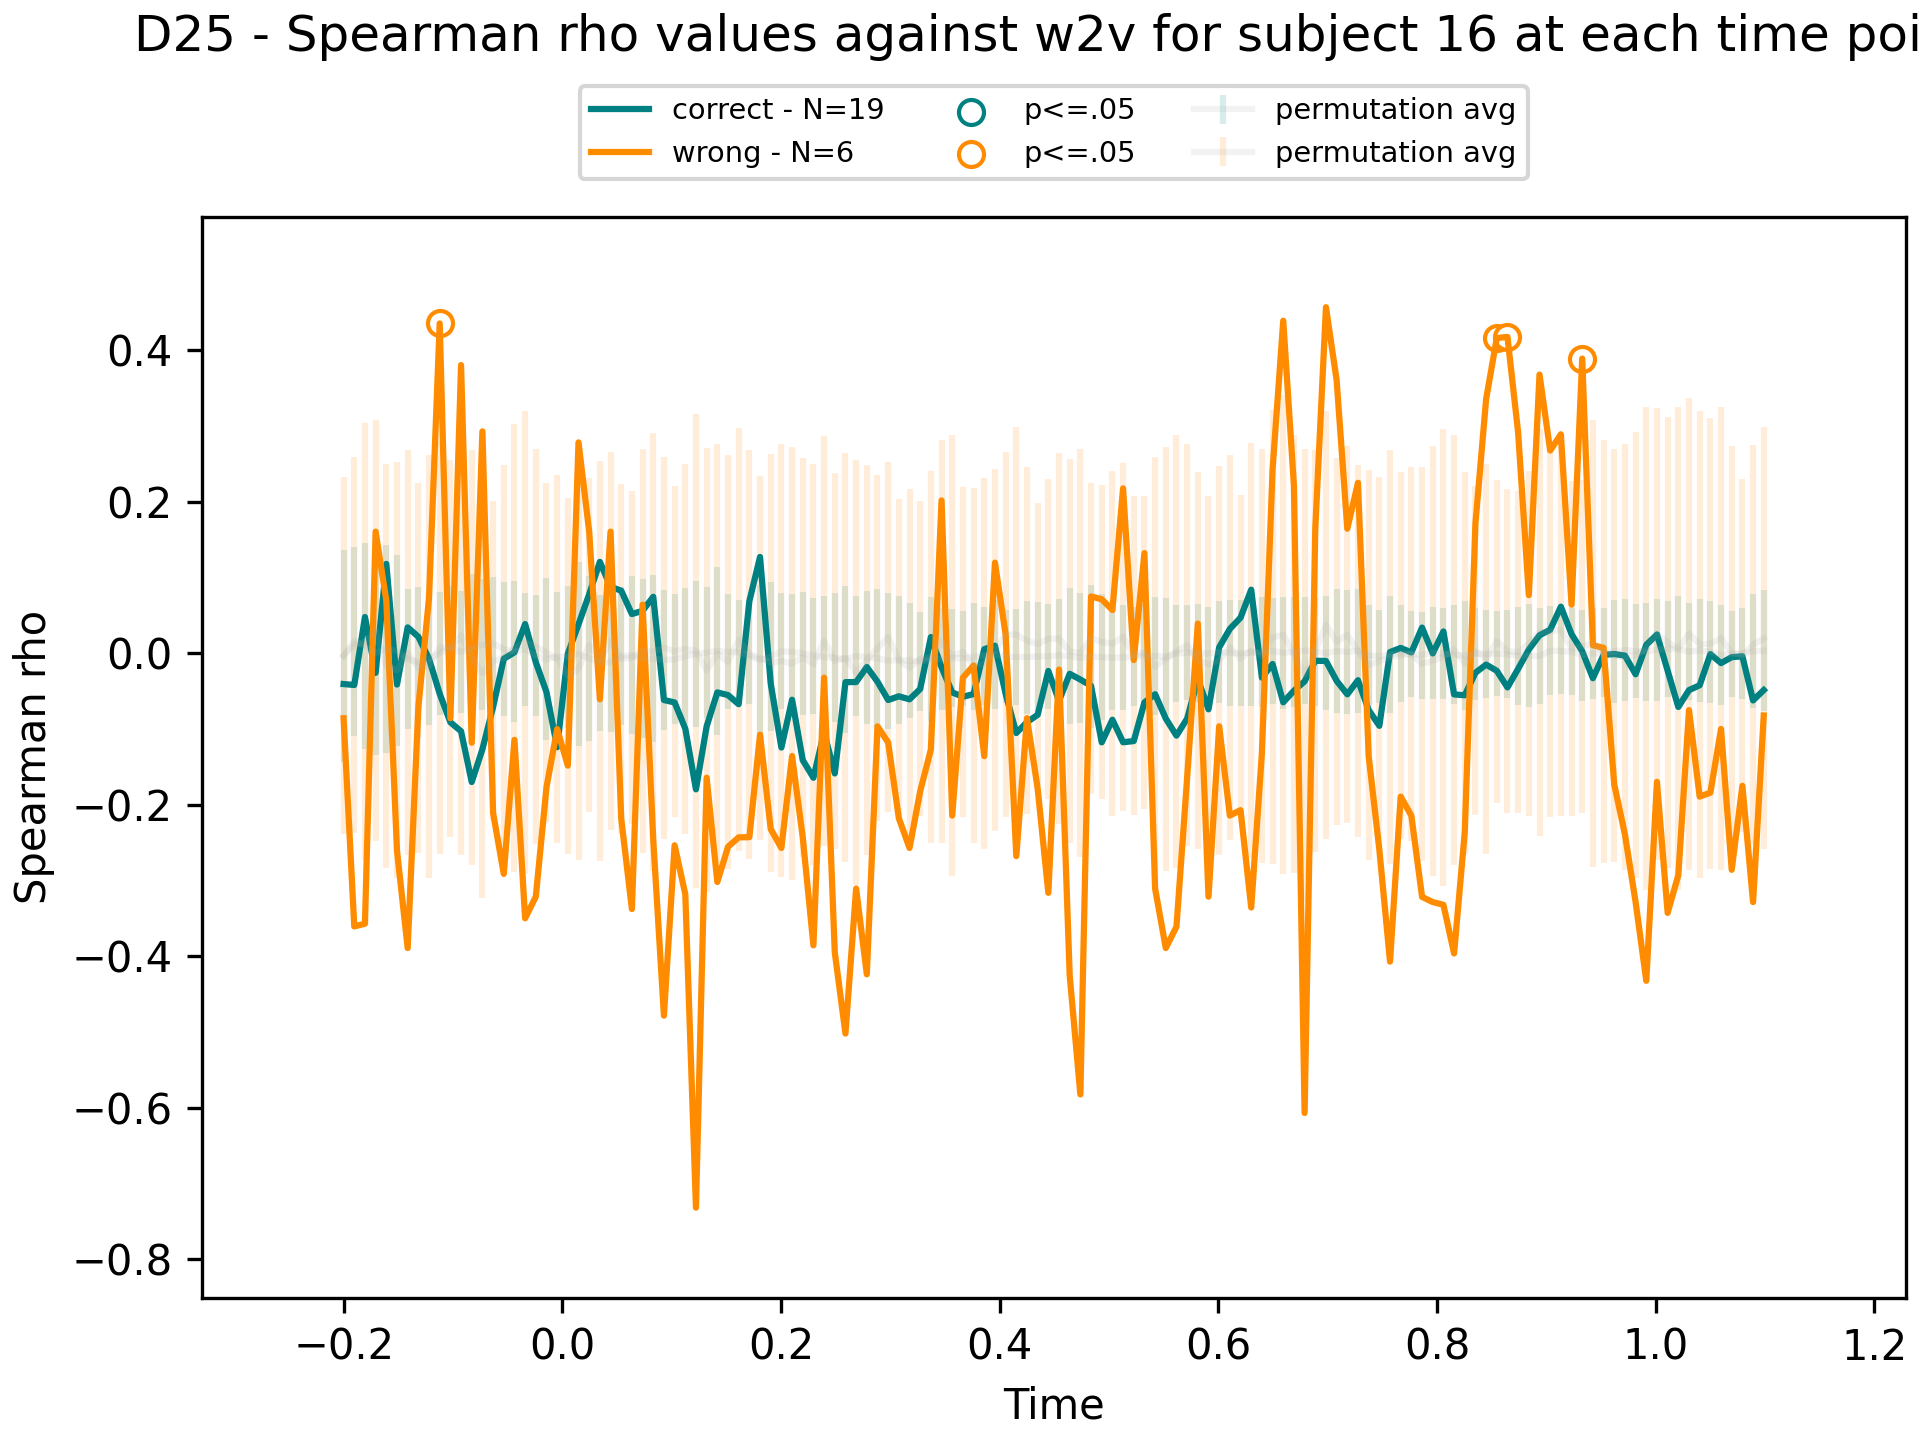 D25 - Spearman rho values against w2v for subject 16 at each time poi
correct - N=19
wrong - N=6
p<=.05
p<=.05
permutation avg
permutation avg
0.4
0.2
0.0
−0.2
−0.4
−0.6
−0.8
Spearman rho
−0.2
0.0
0.2
0.4
0.6
0.8
1.0
1.2
Time